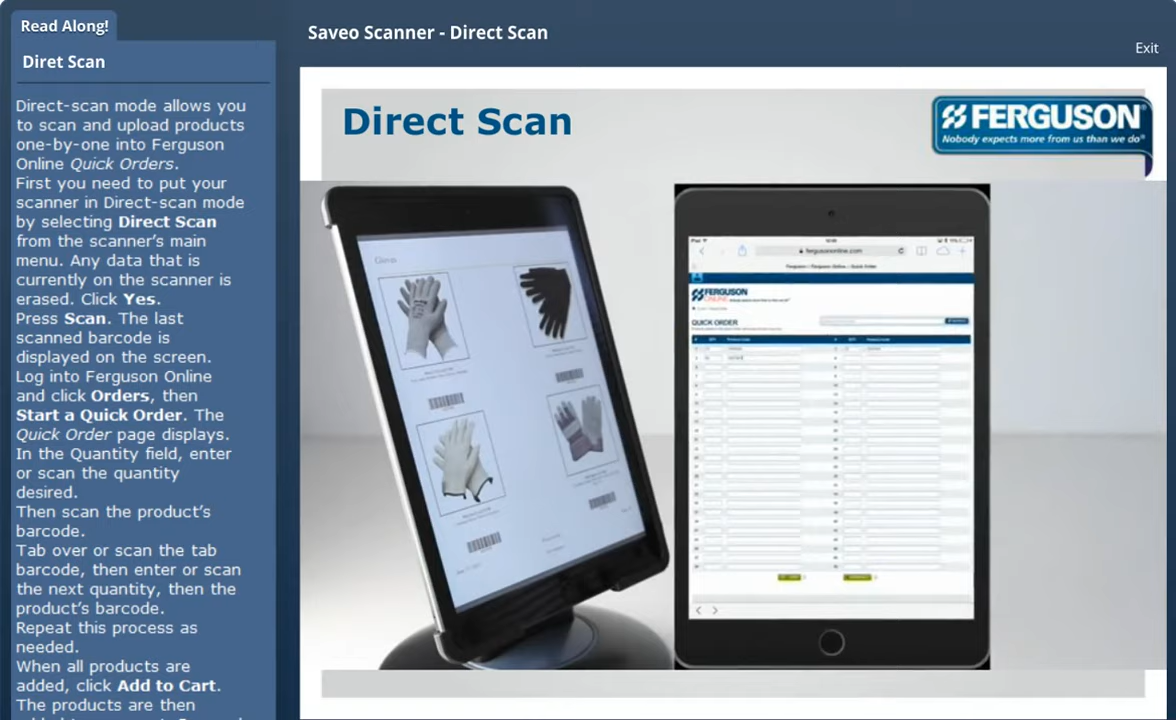 Read Along!
Diret Scan
Direct-scan mode allows you
to scan and upload products
one-by-one into Ferguson
Online Quick Orders.
First you need to put your
scanner in Direct-scan mode
by selecting Direct Scan
from the scanner's main
menu. Any data that is
currently on the scanner is
erased. Click Yes.
Press Scan. The last
scanned barcode is
displayed on the screen.
Log into Ferguson Online
and click Orders, then
Start a Quick Order. The
Quick Order page displays.
In the Quantity field, enter
or scan the quantity
desired.
Then scan the product's
barcode.
Tab over or scan the tab
barcode, then enter or scan
the next quantity, then the
product's barcode.
Repeat this process as
needed.
When all products are
added, click Add to Cart.
The products are then
Saveo Scanner - Direct Scan
Exit
Direct Scan
FERGUSON
Nobody expects more from us than we do®
Gloves
fergusononline.com
Ferguson : Ferguson Online : Quick Order
FERGUSON
ONLINE
QUICK ORDER